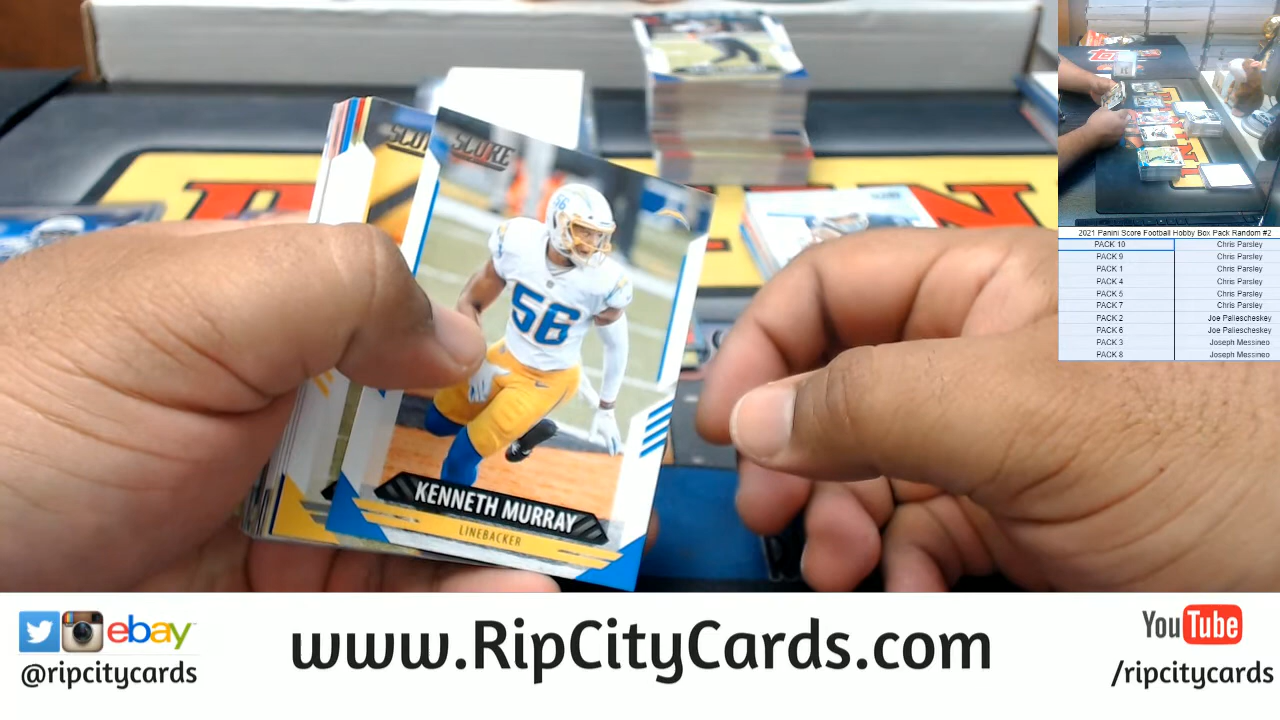 SCORE
SCORE
56
56
KENNETH MURRAY
LINEBACKER
2021 Panini Score Football Hobby Box Pack Random #2
PACK 10 Chris Parsley
PACK 9 Chris Parsley
PACK 1 Chris Parsley
PACK 4 Chris Parsley
PACK 5 Chris Parsley
PACK 7 Chris Parsley
PACK 2 Joe Paliescheskey
PACK 6 Joe Paliescheskey
PACK 3 Joseph Messineo
PACK 8 Joseph Messineo
ebay
@ripcitycards
www.RipCityCards.com
YouTube
/ripcitycards